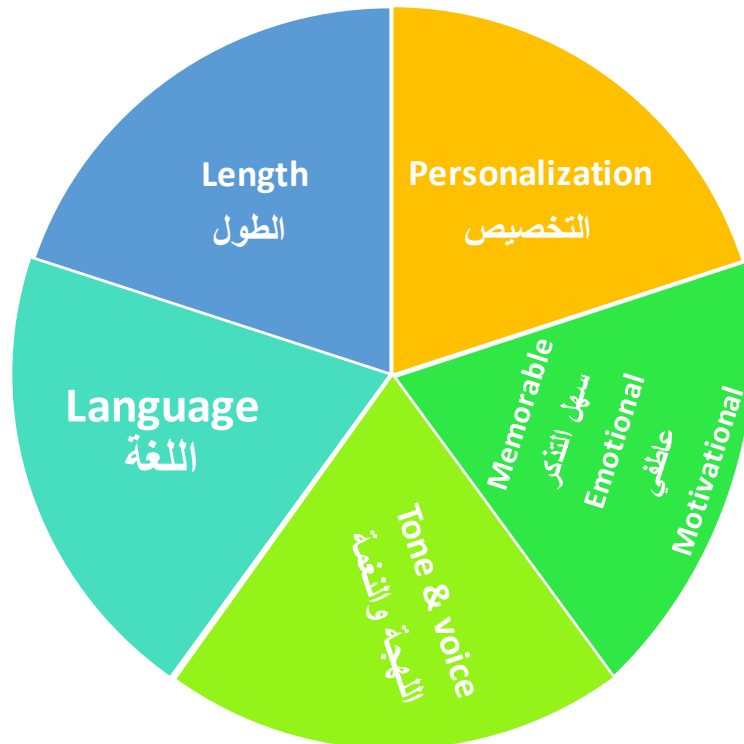 Length
الطول
Personalization
التخصيص
Memorable
سهل التذكر
Emotional
عاطفي
Motivational
Tone & voice
اللهجة والنغمة
Language
اللغة